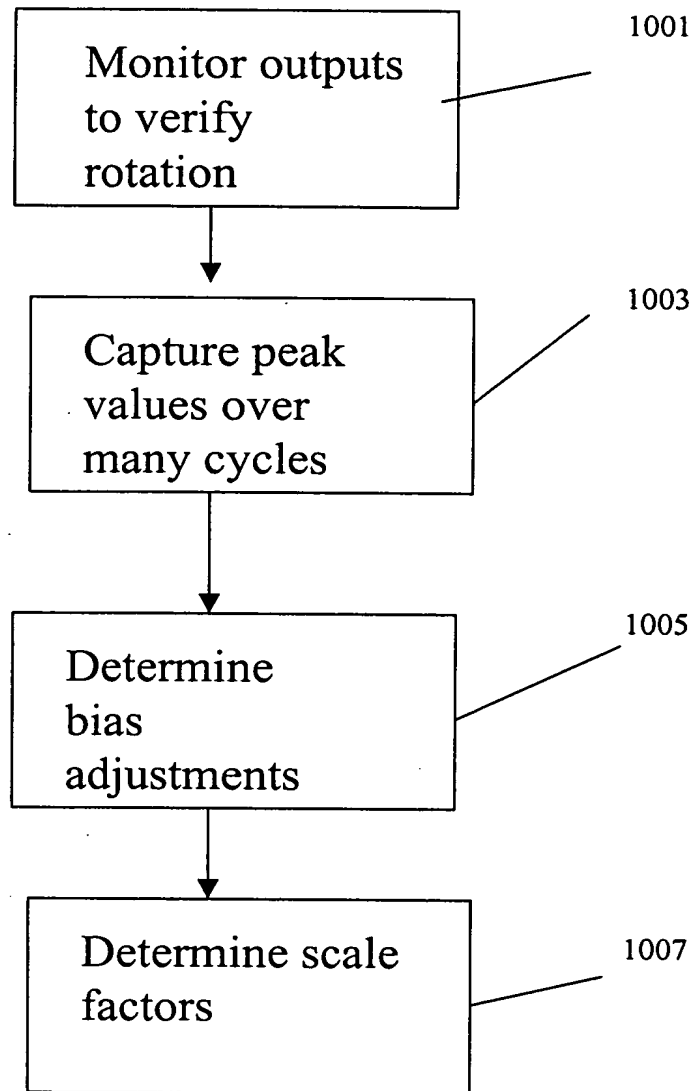 1001
Monitor outputs
to verify
rotation
1003
Capture peak
values over
many cycles
1005
Determine
bias
adjustments
1007
Determine scale
factors